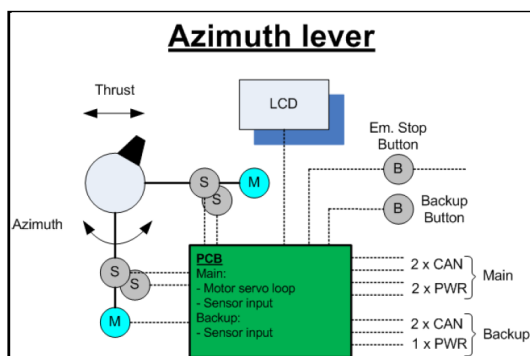 Azimuth lever
Thrust
LCD
Em. Stop
Button
B
S
S
M
Backup
Button
B
Azimuth
S
S
M
PCB
Main:
- Motor servo loop
- Sensor input
Backup:
- Sensor input
2 x CAN
2 x PWR
Main
2 x CAN
1 x PWR
Backup